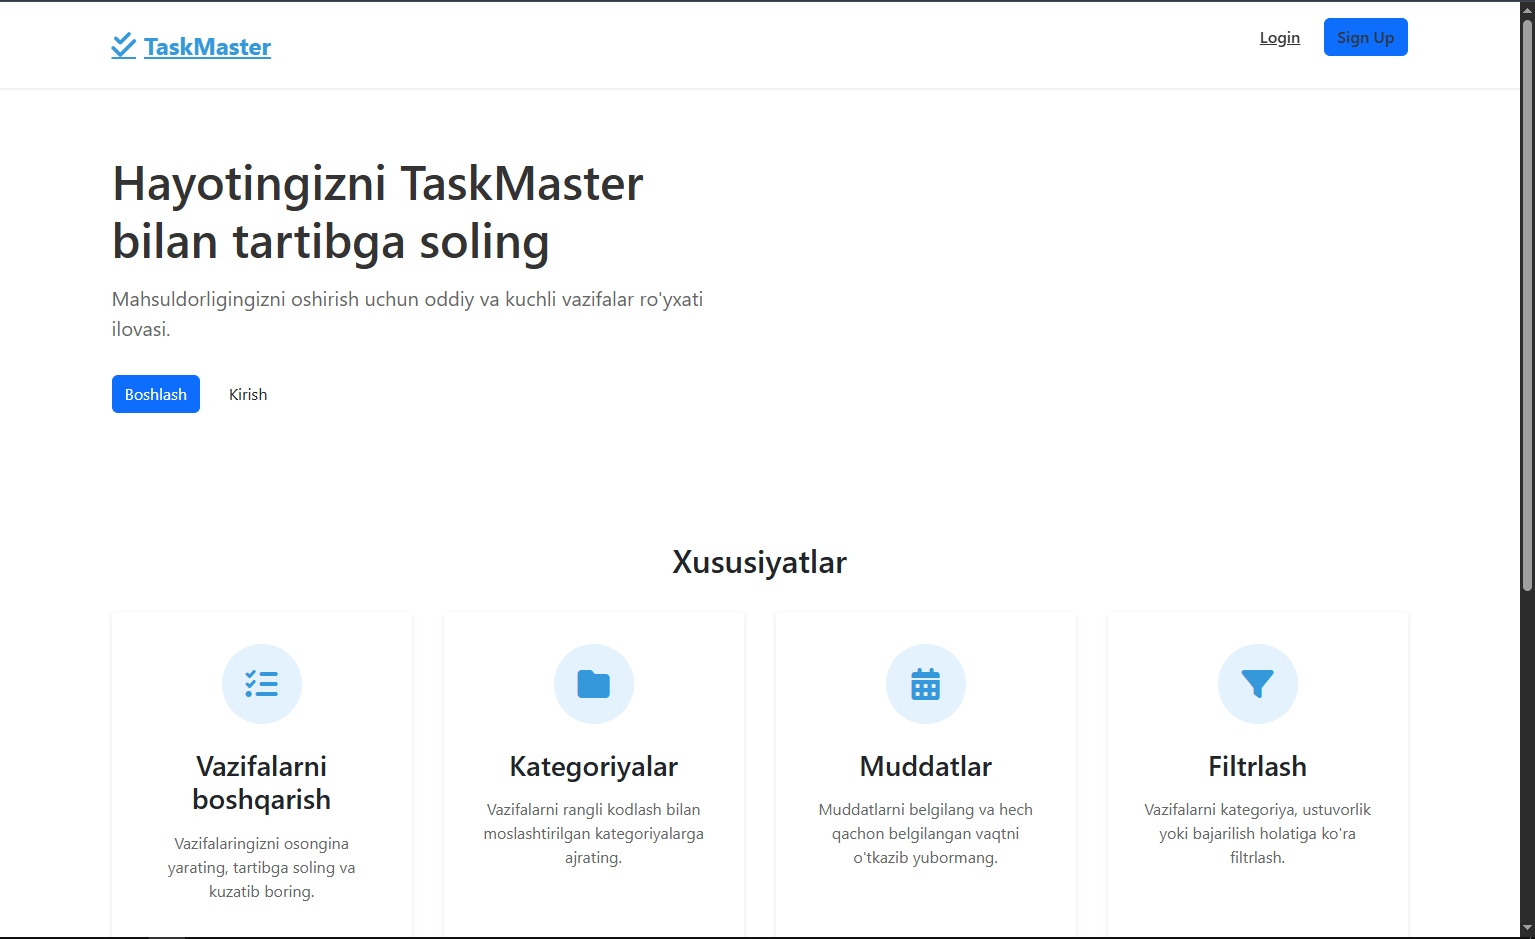 TaskMaster
Login
Sign Up
Hayotingizni TaskMaster
bilan tartibga soling
Mahsuldorligingizni oshirish uchun oddiy va kuchli vazifalar ro'yxati
ilovasi.
Boshlash
Kirish
Xususiyatlar
Vazifalarni
boshqarish
Vazifalaringizni osongina
yarating, tartibga soling va
kuzatib boring.
Kategoriyalar
Vazifalarni rangli kodlash bilan
moslashtirilgan kategoriyalarga
ajrating.
Muddatlar
Muddatlarni belgilang va hech
qachon belgilangan vaqtni
o'tkazib yubormang.
Filtrlash
Vazifalarni kategoriya, ustuvorlik
yoki bajarilish holatiga ko'ra
filtrlash.